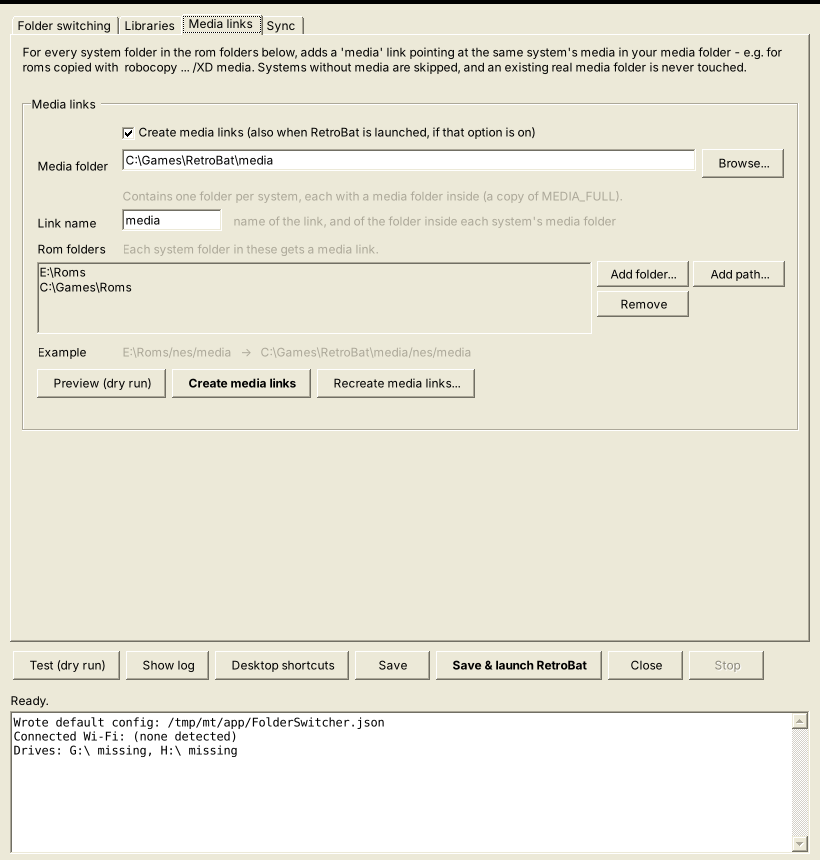 Folder switching
Libraries
Media links
Sync
For every system folder in the rom folders below, adds a 'media' link pointing at the same system's media in your media folder - e.g. for
roms copied with  robocopy ... /XD media. Systems without media are skipped, and an existing real media folder is never touched.
Media links
Create media links (also when RetroBat is launched, if that option is on)
Media folder
C:\Games\RetroBat\media
Browse...
Contains one folder per system, each with a media folder inside (a copy of MEDIA_FULL).
Link name
media
name of the link, and of the folder inside each system's media folder
Rom folders
Each system folder in these gets a media link.
E:\Roms
C:\Games\Roms
Add folder...
Add path...
Remove
Example
E:\Roms/nes/media → C:\Games\RetroBat\media/nes/media
Preview (dry run)
Create media links
Recreate media links...
Test (dry run)
Show log
Desktop shortcuts
Save
Save & launch RetroBat
Close
Stop
Ready.
Wrote default config: /tmp/mt/app/FolderSwitcher.json
Connected Wi-Fi: (none detected)
Drives: G:\ missing, H:\ missing